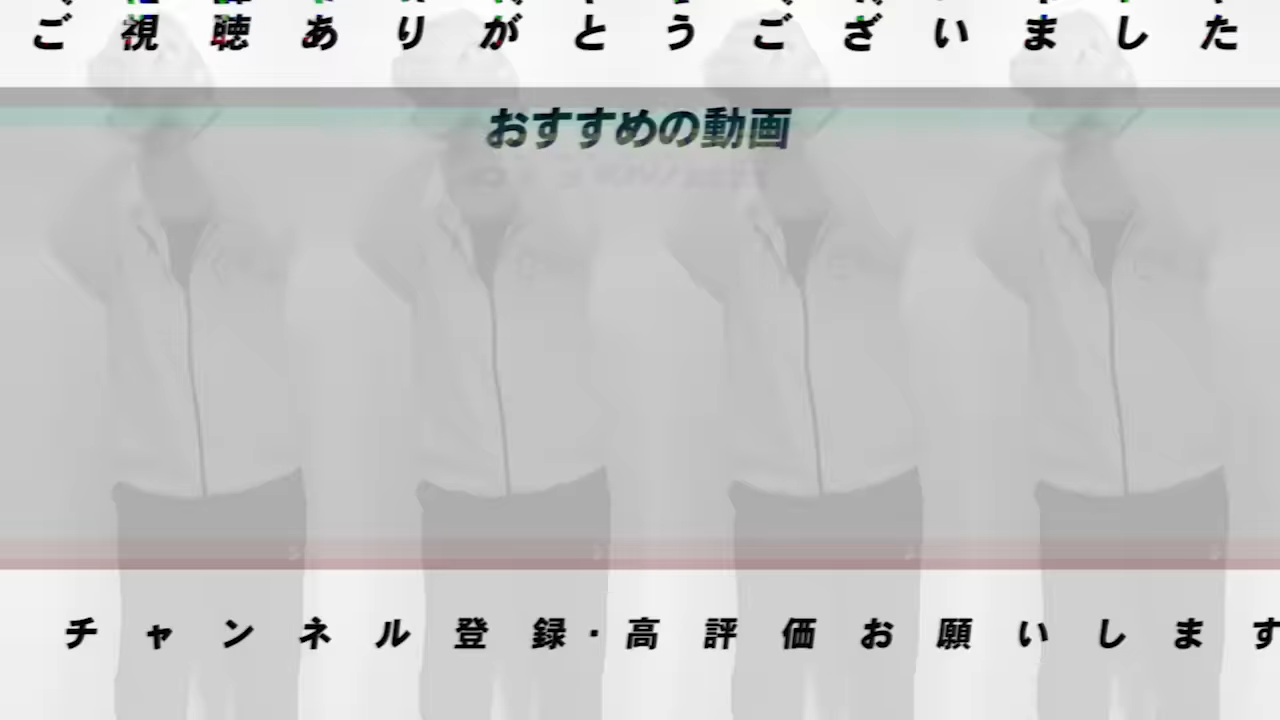 ご視聴ありがとうございました
おすすめの動画
チャンネル登録・高評価お願いします